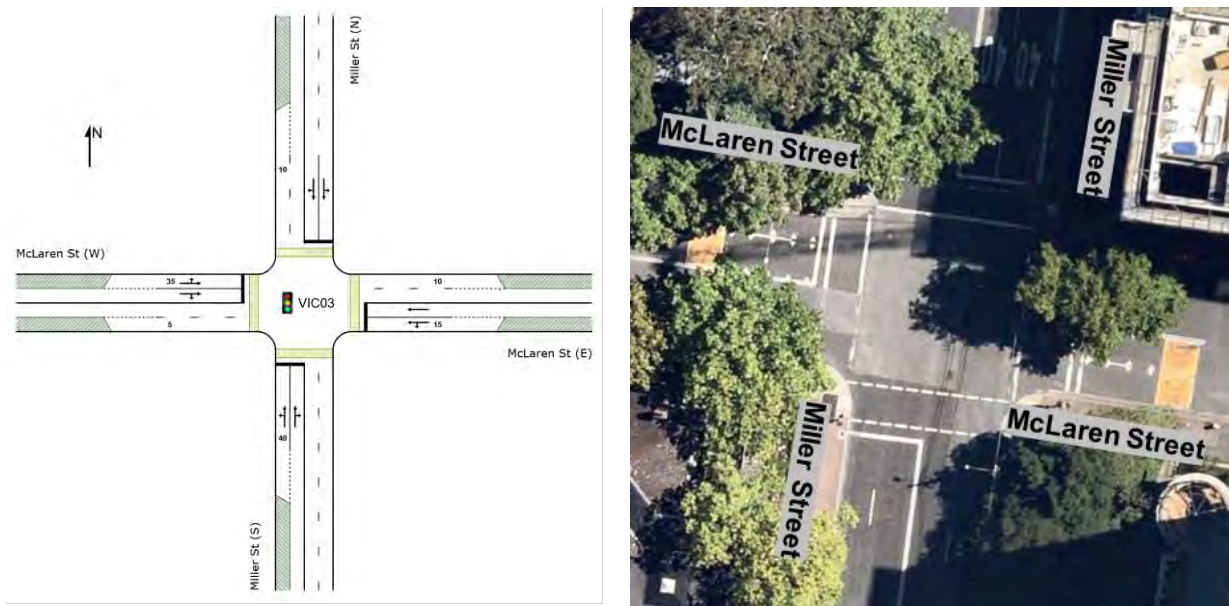 Miller St (N)
N
10
McLaren St (W)
35
10
VIC03
5
15
McLaren St (E)
40
Miller St (S)
McLaren Street
Miller Street
McLaren Street
Miller Street